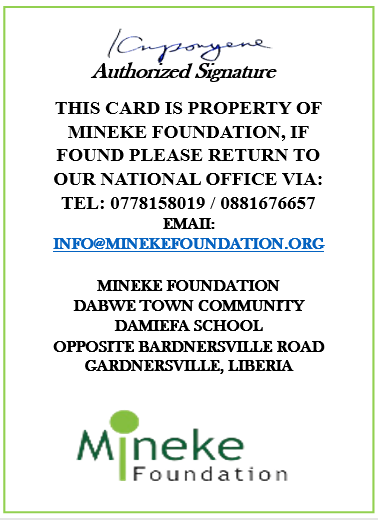 Authorized Signature
THIS CARD IS PROPERTY OF
MINEKE FOUNDATION, IF
FOUND PLEASE RETURN TO
OUR NATIONAL OFFICE VIA:
TEL: 0778158019 / 0881676657
EMAIL:
INFO@MINEKEFOUNDATION.ORG
MINEKE FOUNDATION
DABWE TOWN COMMUNITY
DAMIEFA SCHOOL
OPPOSITE BARDNERSVILLE ROAD
GARDNERSVILLE, LIBERIA
Mineke
Foundation